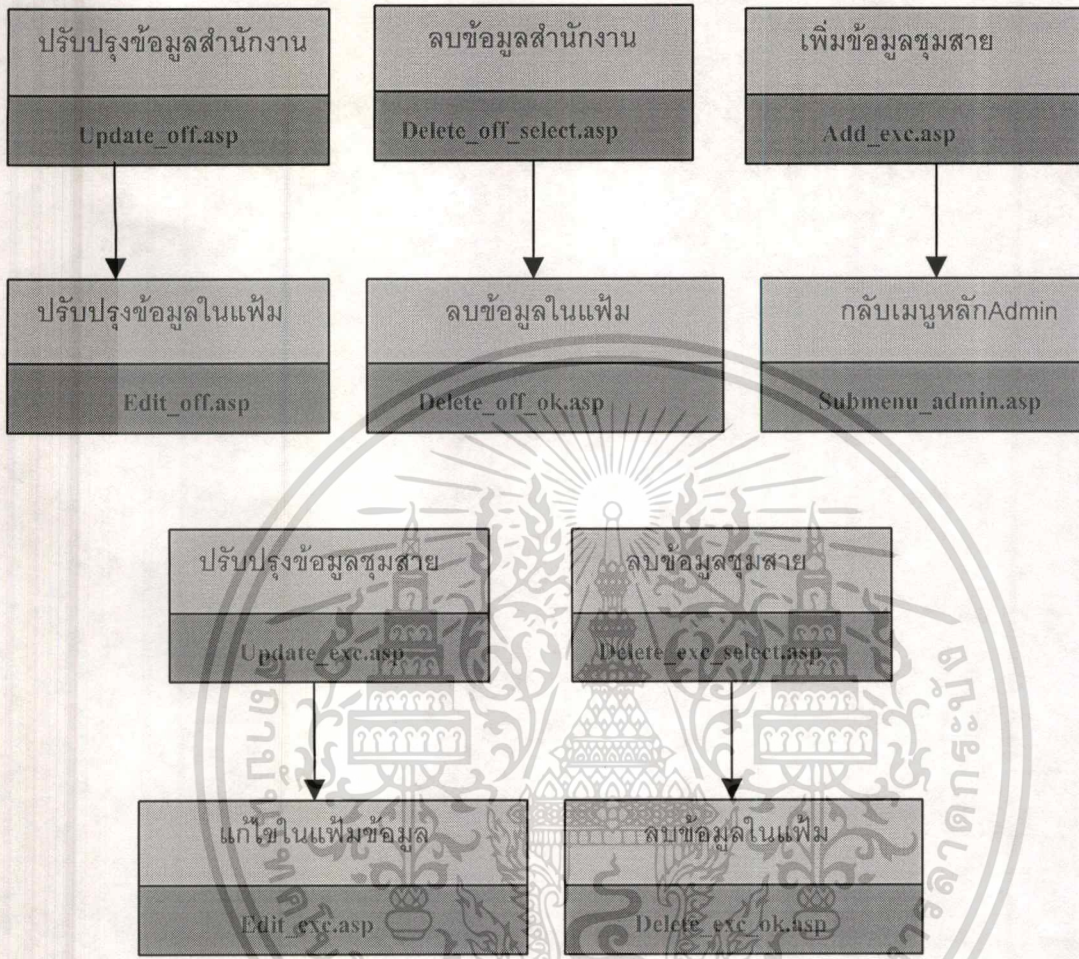 ปรับปรุงข้อมูลสำนักงาน
Update_off.asp
ลบข้อมูลสำนักงาน
Delete_off_select.asp
เพิ่มข้อมูลชุมสาย
Add_exc.asp
ปรับปรุงข้อมูลในแฟ้ม
Edit_off.asp
ลบข้อมูลในแฟ้ม
Delete_off_ok.asp
กลับเมนูหลักAdmin
Submenu_admin.asp
ปรับปรุงข้อมูลชุมสาย
Update_exc.asp
ลบข้อมูลชุมสาย
Delete_exc_select.asp
แก้ไขในแฟ้มข้อมูล
Edit_exc.asp
ลบข้อมูลในแฟ้ม
Delete_exc_ok.asp